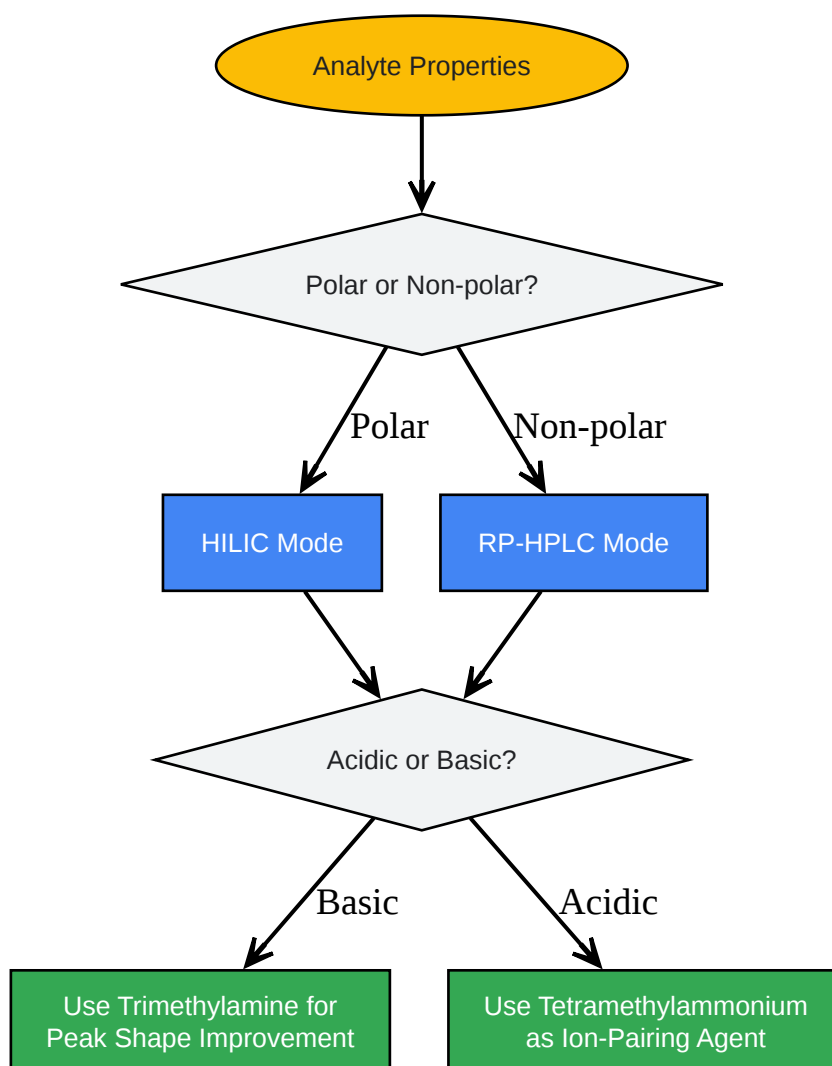 Analyte Properties
Polar or Non-polar?
Polar
Non-polar
HILIC Mode
RP-HPLC Mode
Acidic or Basic?
Basic
Acidic
Use Trimethylamine for
Peak Shape Improvement
Use Tetramethylammonium
as Ion-Pairing Agent